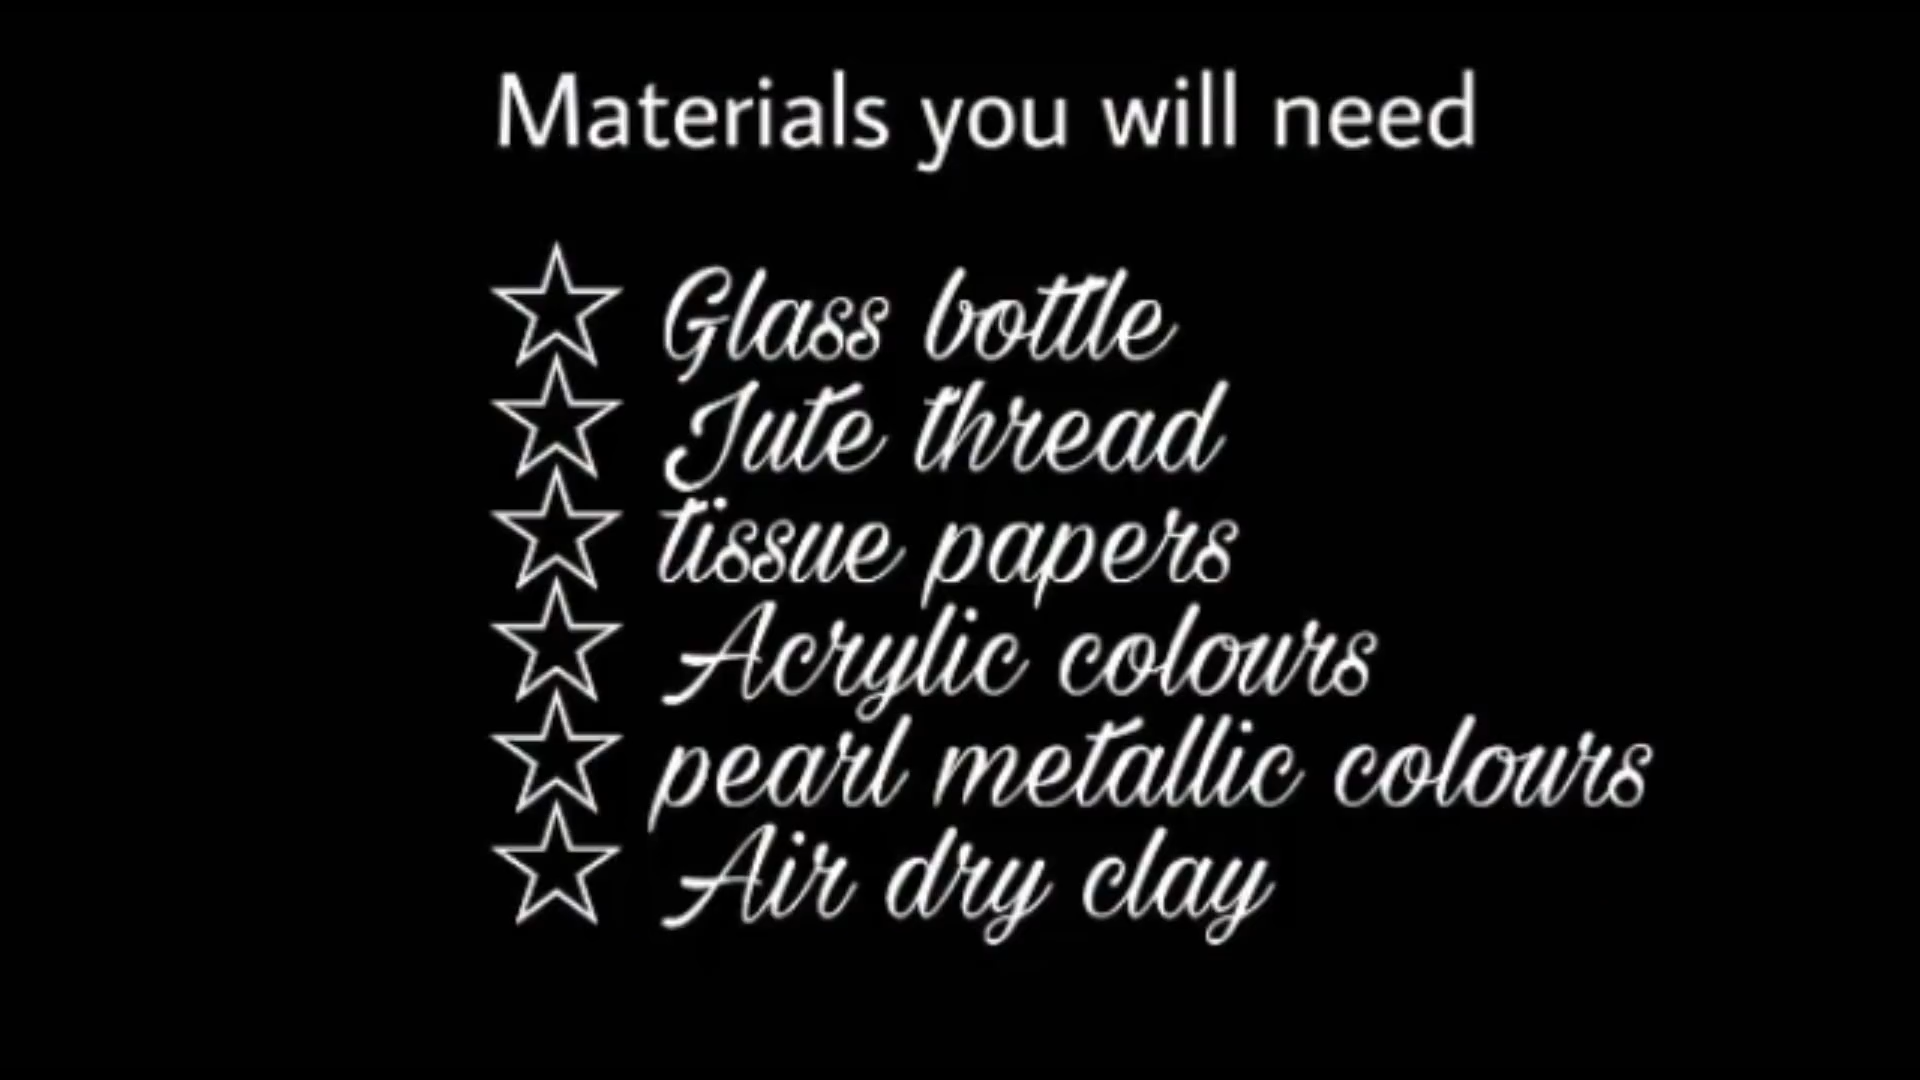 Materials you will need
☆ Glass bottle
☆ Jute thread
☆ tissue papers
☆ Acrylic colours
☆ pearl metallic colours
☆ Air dry clay